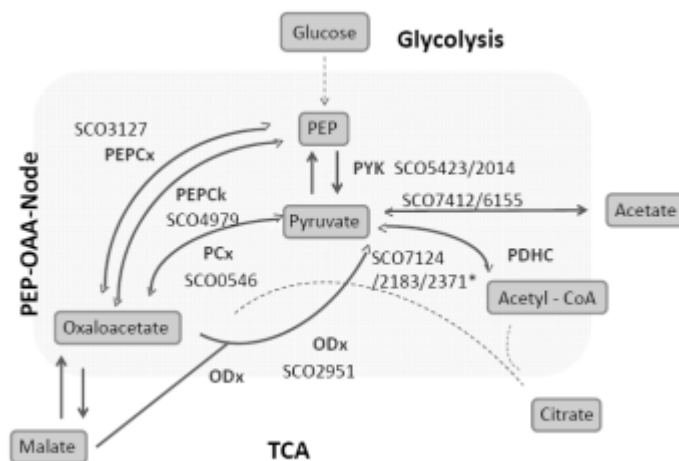 Glucose
Glycolysis
SCO3127
PEPCx
PEP
PYK SCO5423/2014
PEPCk
SCO4979
SCO7412/6155
Pyruvate
Acetate
PCx
SCO0546
SCO7124
/2183/2371*
PDHC
PEP-OAA-Node
Acetyl - CoA
Oxaloacetate
ODx
SCO2951
ODx
Citrate
Malate
TCA